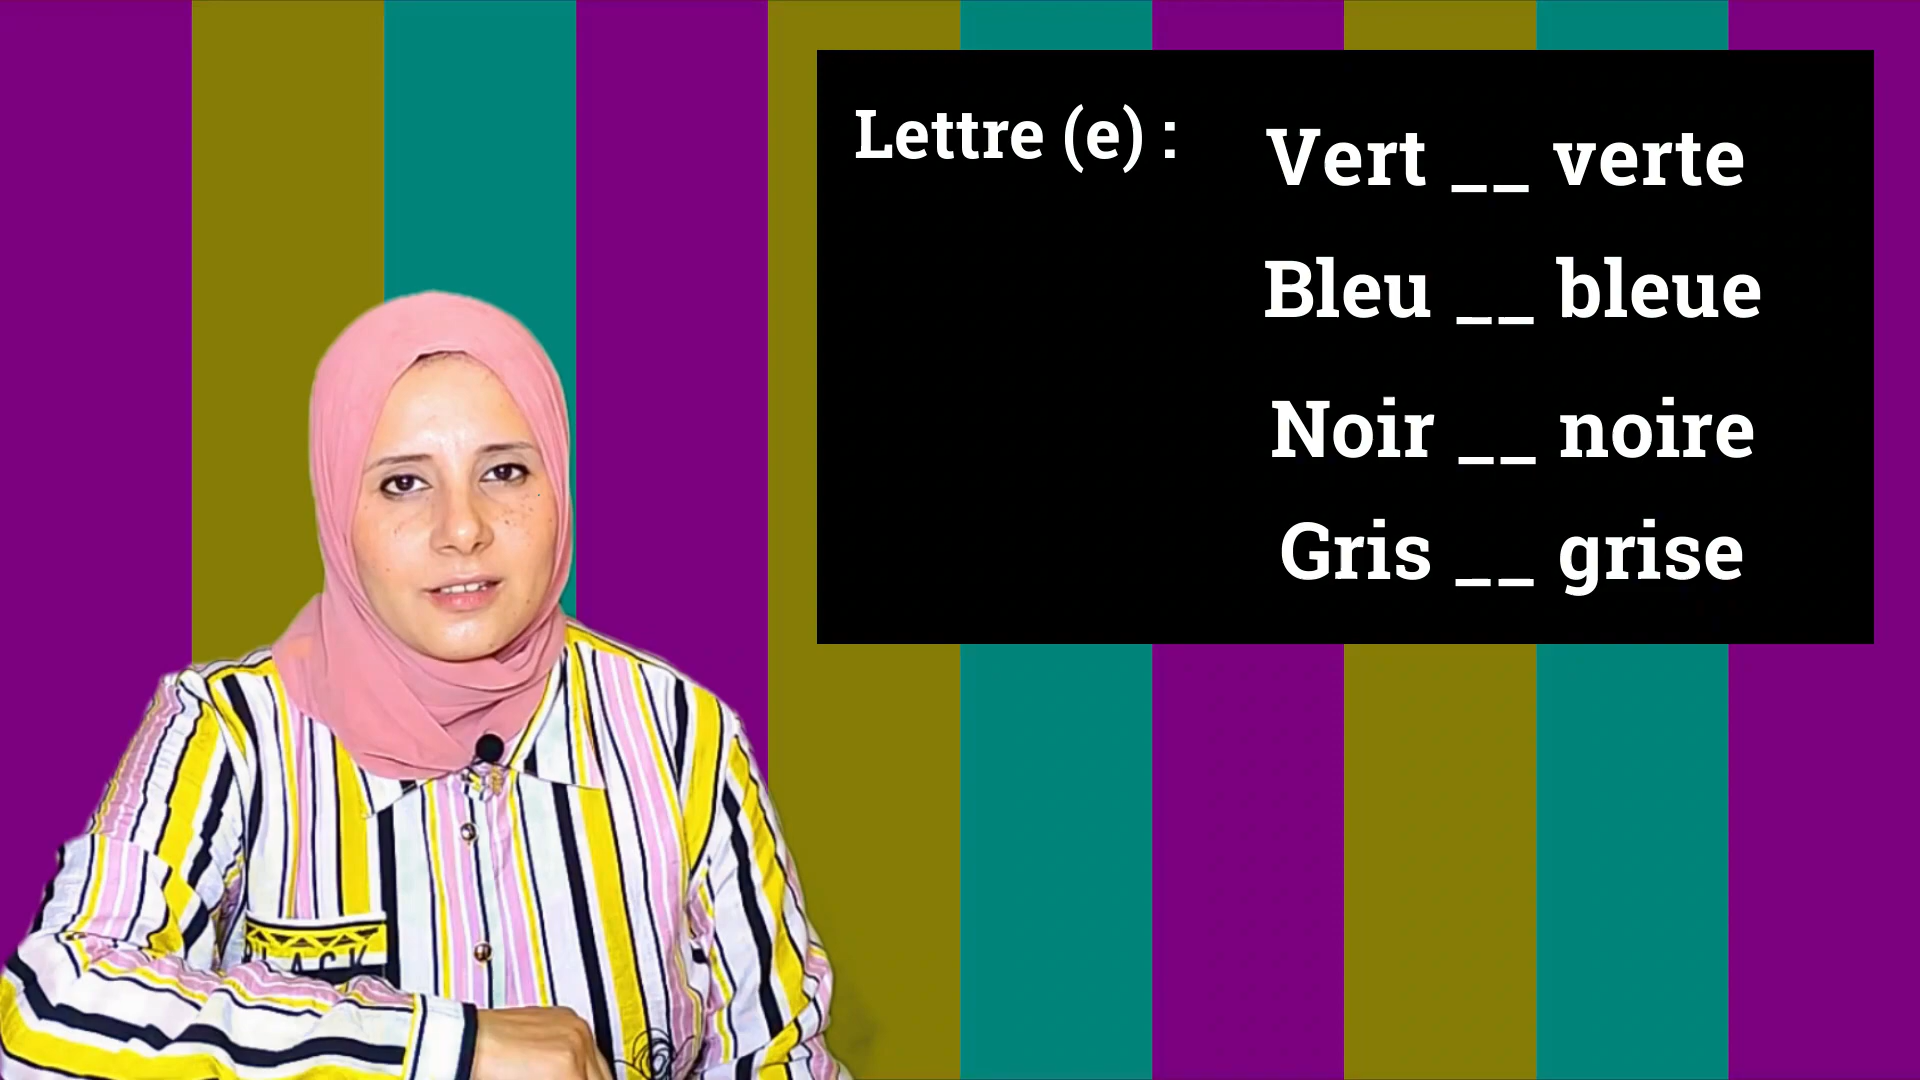 Lettre (e) :
Vert __ verte
Bleu __ bleue
Noir __ noire
Gris __ grise